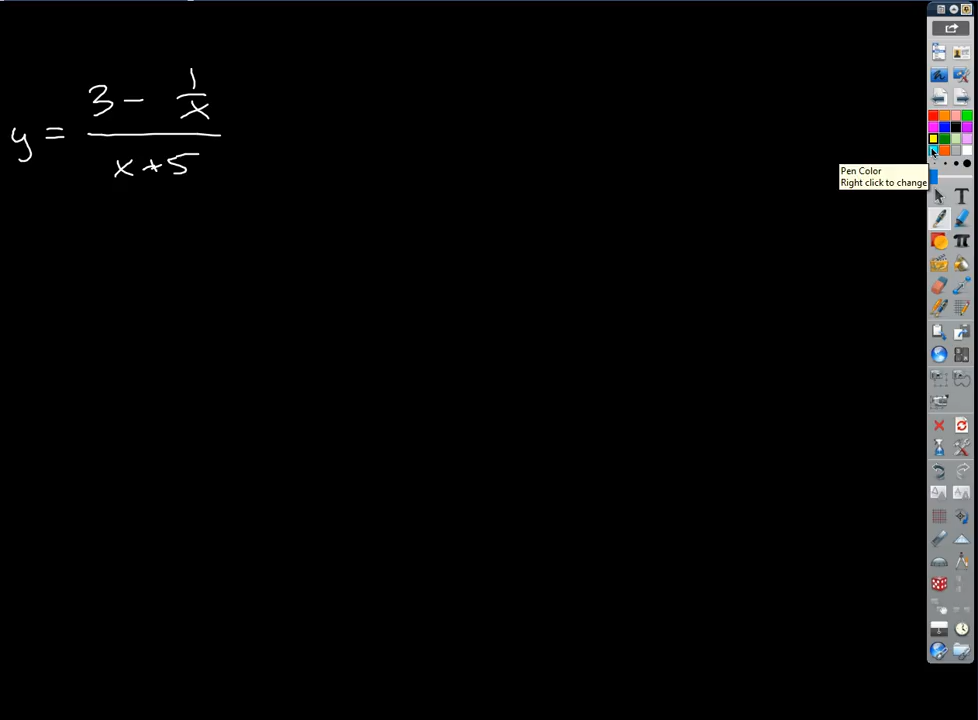 y = (3 - 1/x) / (x + 5)
Pen Color
Right click to change